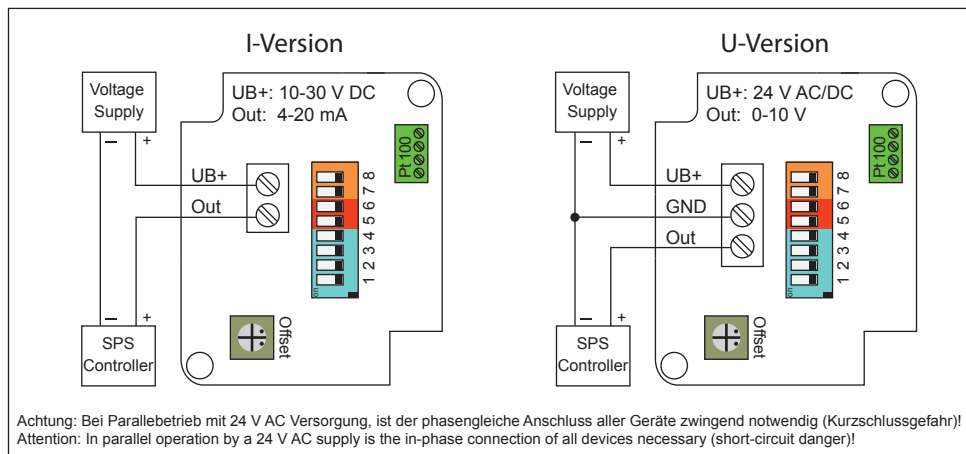 I-Version
Voltage
Supply
–
+
UB+: 10-30 V DC
Out: 4-20 mA
Pt 100
UB+
Out
1 2 3 4 5 6 7 8
on
Offset
–
+
SPS
Controller
U-Version
Voltage
Supply
–
+
UB+: 24 V AC/DC
Out: 0-10 V
Pt 100
UB+
GND
Out
1 2 3 4 5 6 7 8
on
Offset
–
+
SPS
Controller
Achtung: Bei Parallebetrieb mit 24 V AC Versorgung, ist der phasengleiche Anschluss aller Geräte zwingend notwendig (Kurzschlussgefahr)!
Attention: In parallel operation by a 24 V AC supply is the in-phase connection of all devices necessary (short-circuit danger)!